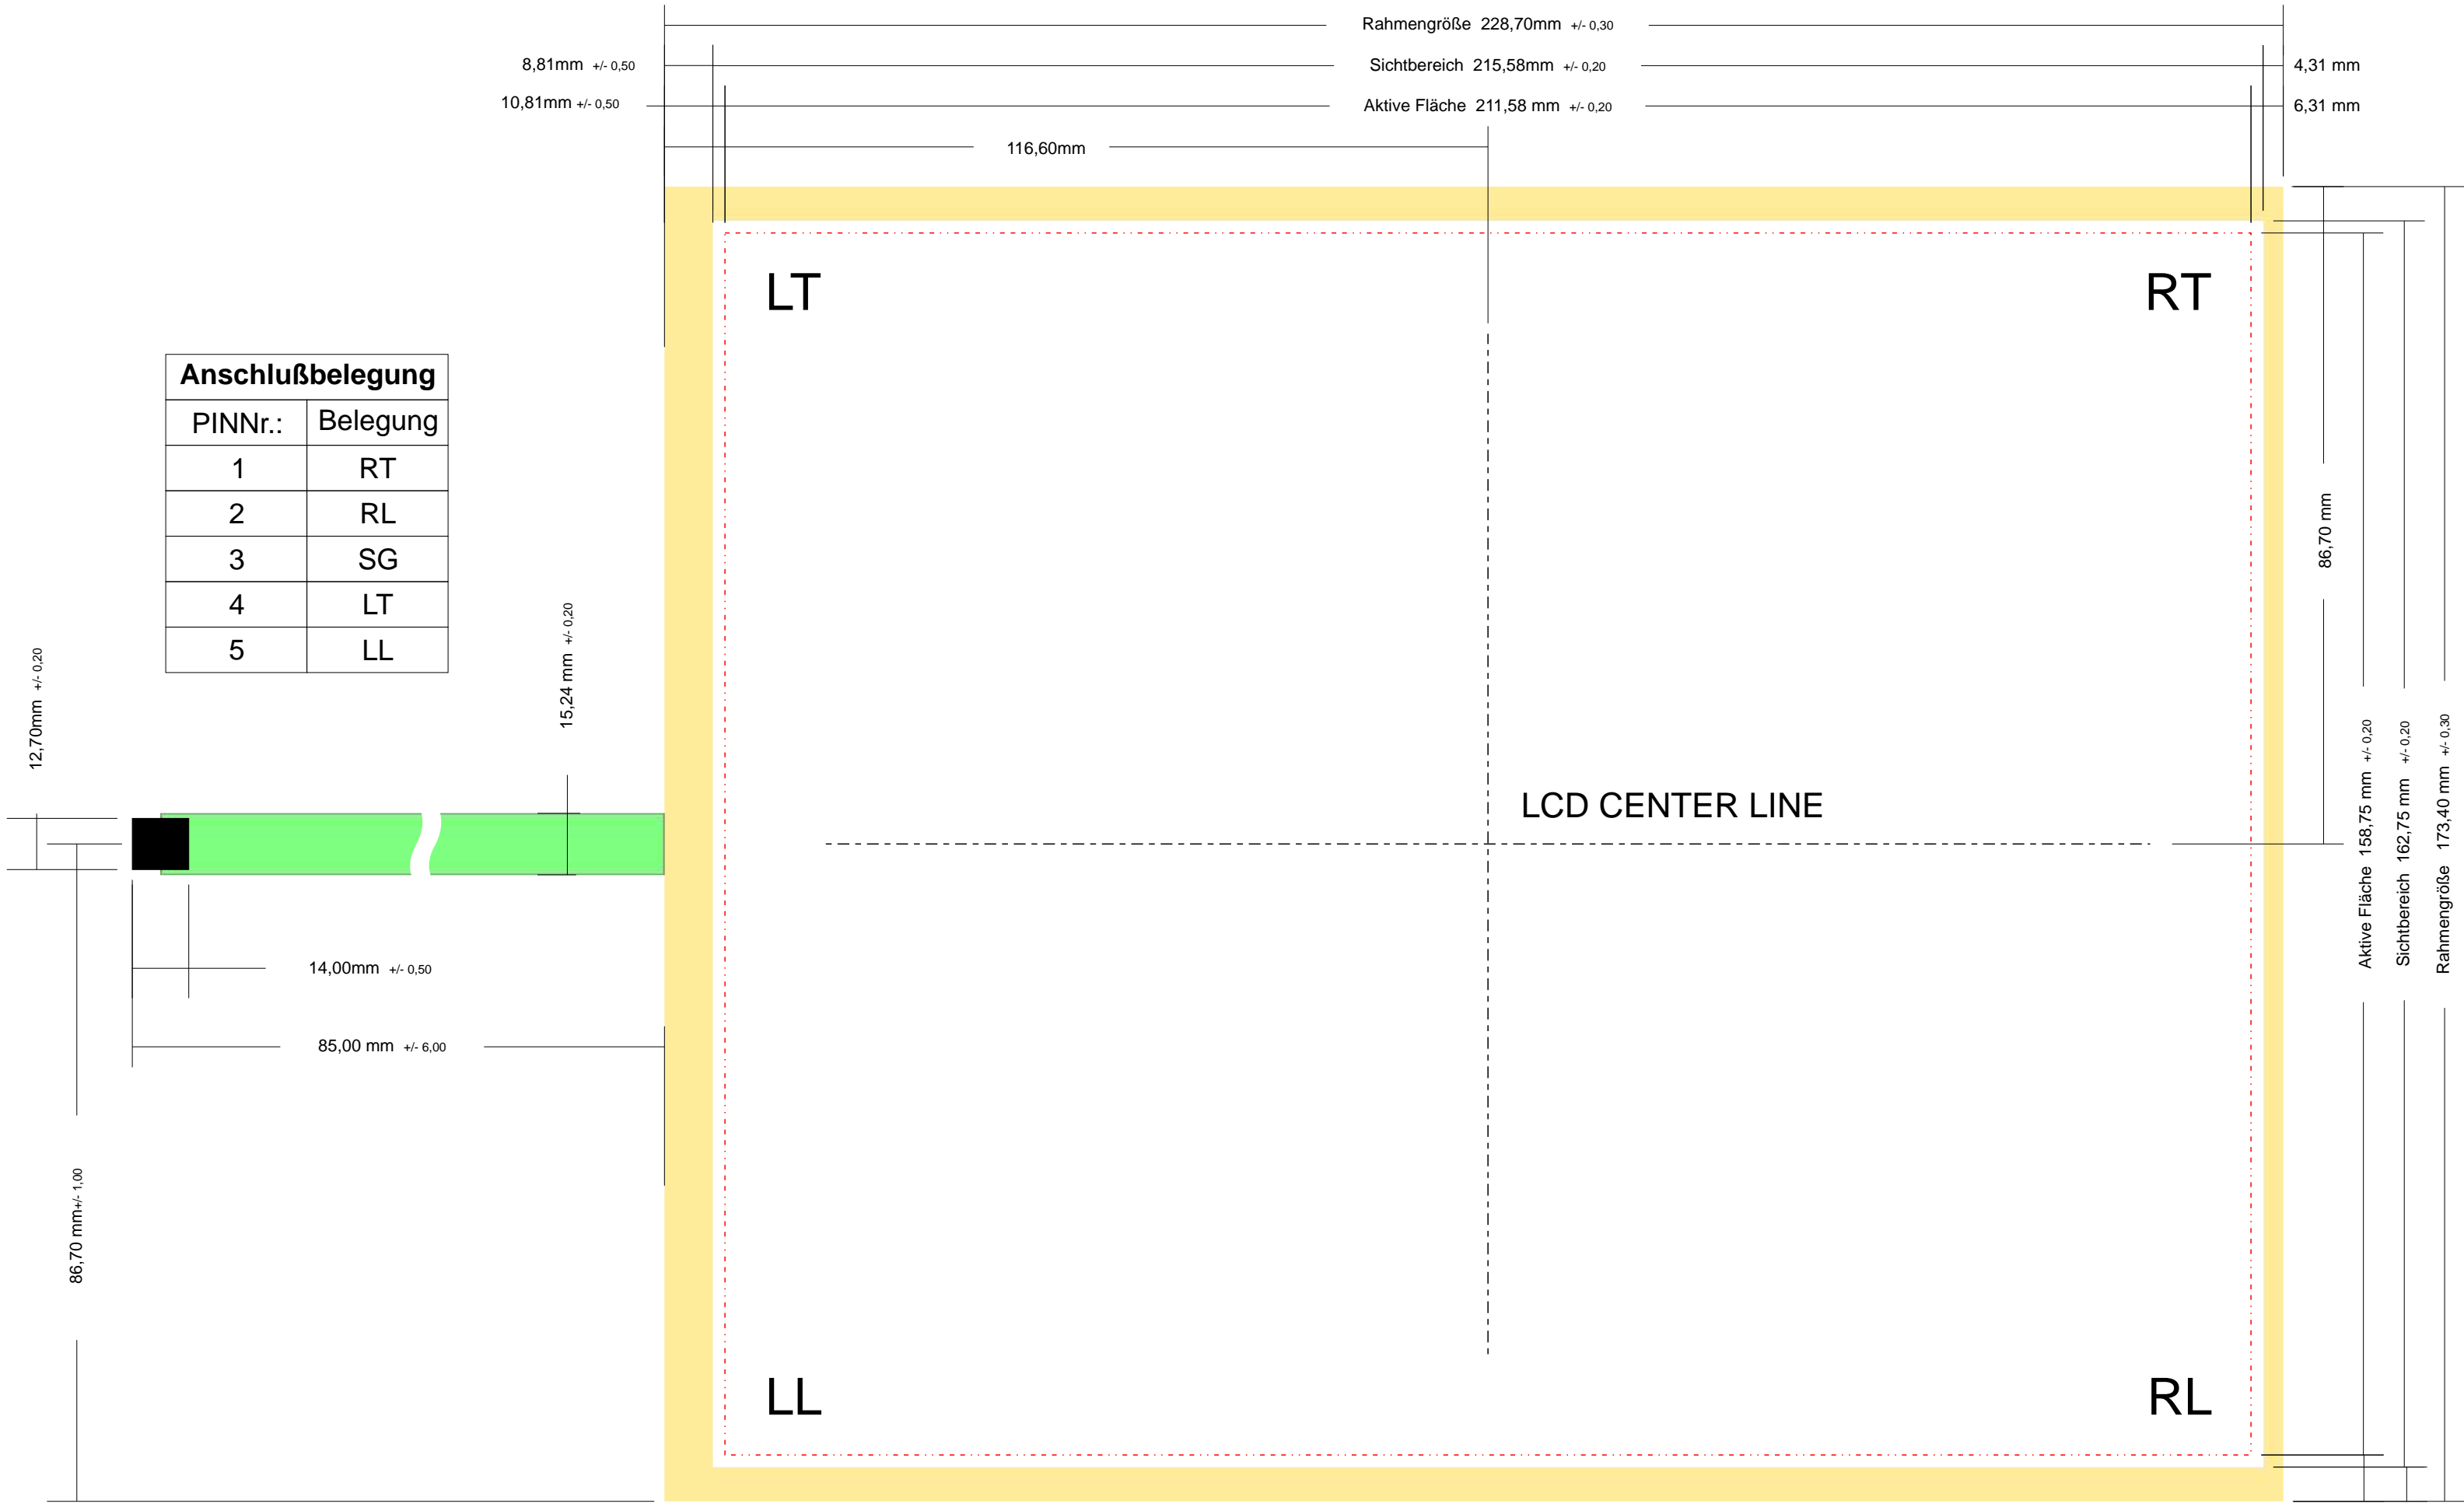 Rahmengröße 228,70mm +/- 0,30
8,81mm +/- 0,50
Sichtbereich 215,58mm +/- 0,20
4,31 mm
10,81mm +/- 0,50
Aktive Fläche 211,58 mm +/- 0,20
6,31 mm
116,60mm
LT
RT
Anschlußbelegung
PINNr.: Belegung
1 RT
2 RL
3 SG
4 LT
5 LL
86,70 mm
12,70mm +/- 0,20
15,24 mm +/- 0,20
LCD CENTER LINE
Aktive Fläche 158,75 mm +/- 0,20
Sichtbereich 162,75 mm +/- 0,20
Rahmengröße 173,40 mm +/- 0,30
14,00mm +/- 0,50
85,00 mm +/- 6,00
86,70 mm+/- 1,00
LL
RL